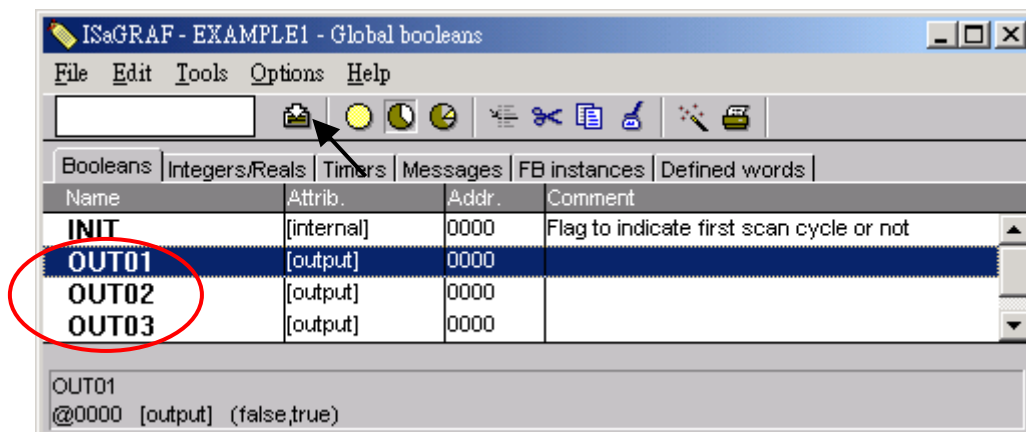 ISaGRAF - EXAMPLE1 - Global booleans
File Edit Tools Options Help
Booleans Integers/Reals Timers Messages FB instances Defined words
Name Attrib. Addr. Comment
INIT [internal] 0000 Flag to indicate first scan cycle or not
OUT01 [output] 0000
OUT02 [output] 0000
OUT03 [output] 0000
OUT01
@0000 [output] (false,true)